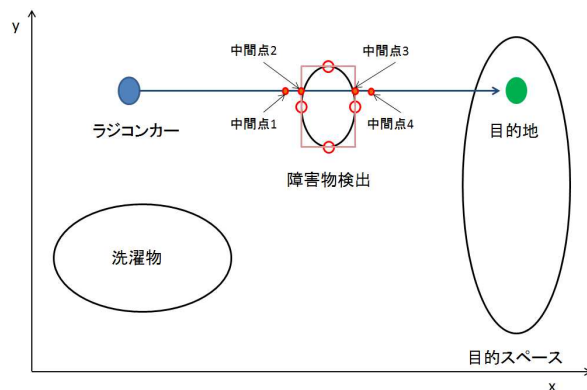 y
中間点2
中間点3
ラジコンカー
中間点1
中間点4
目的地
障害物検出
洗濯物
目的スペース
x